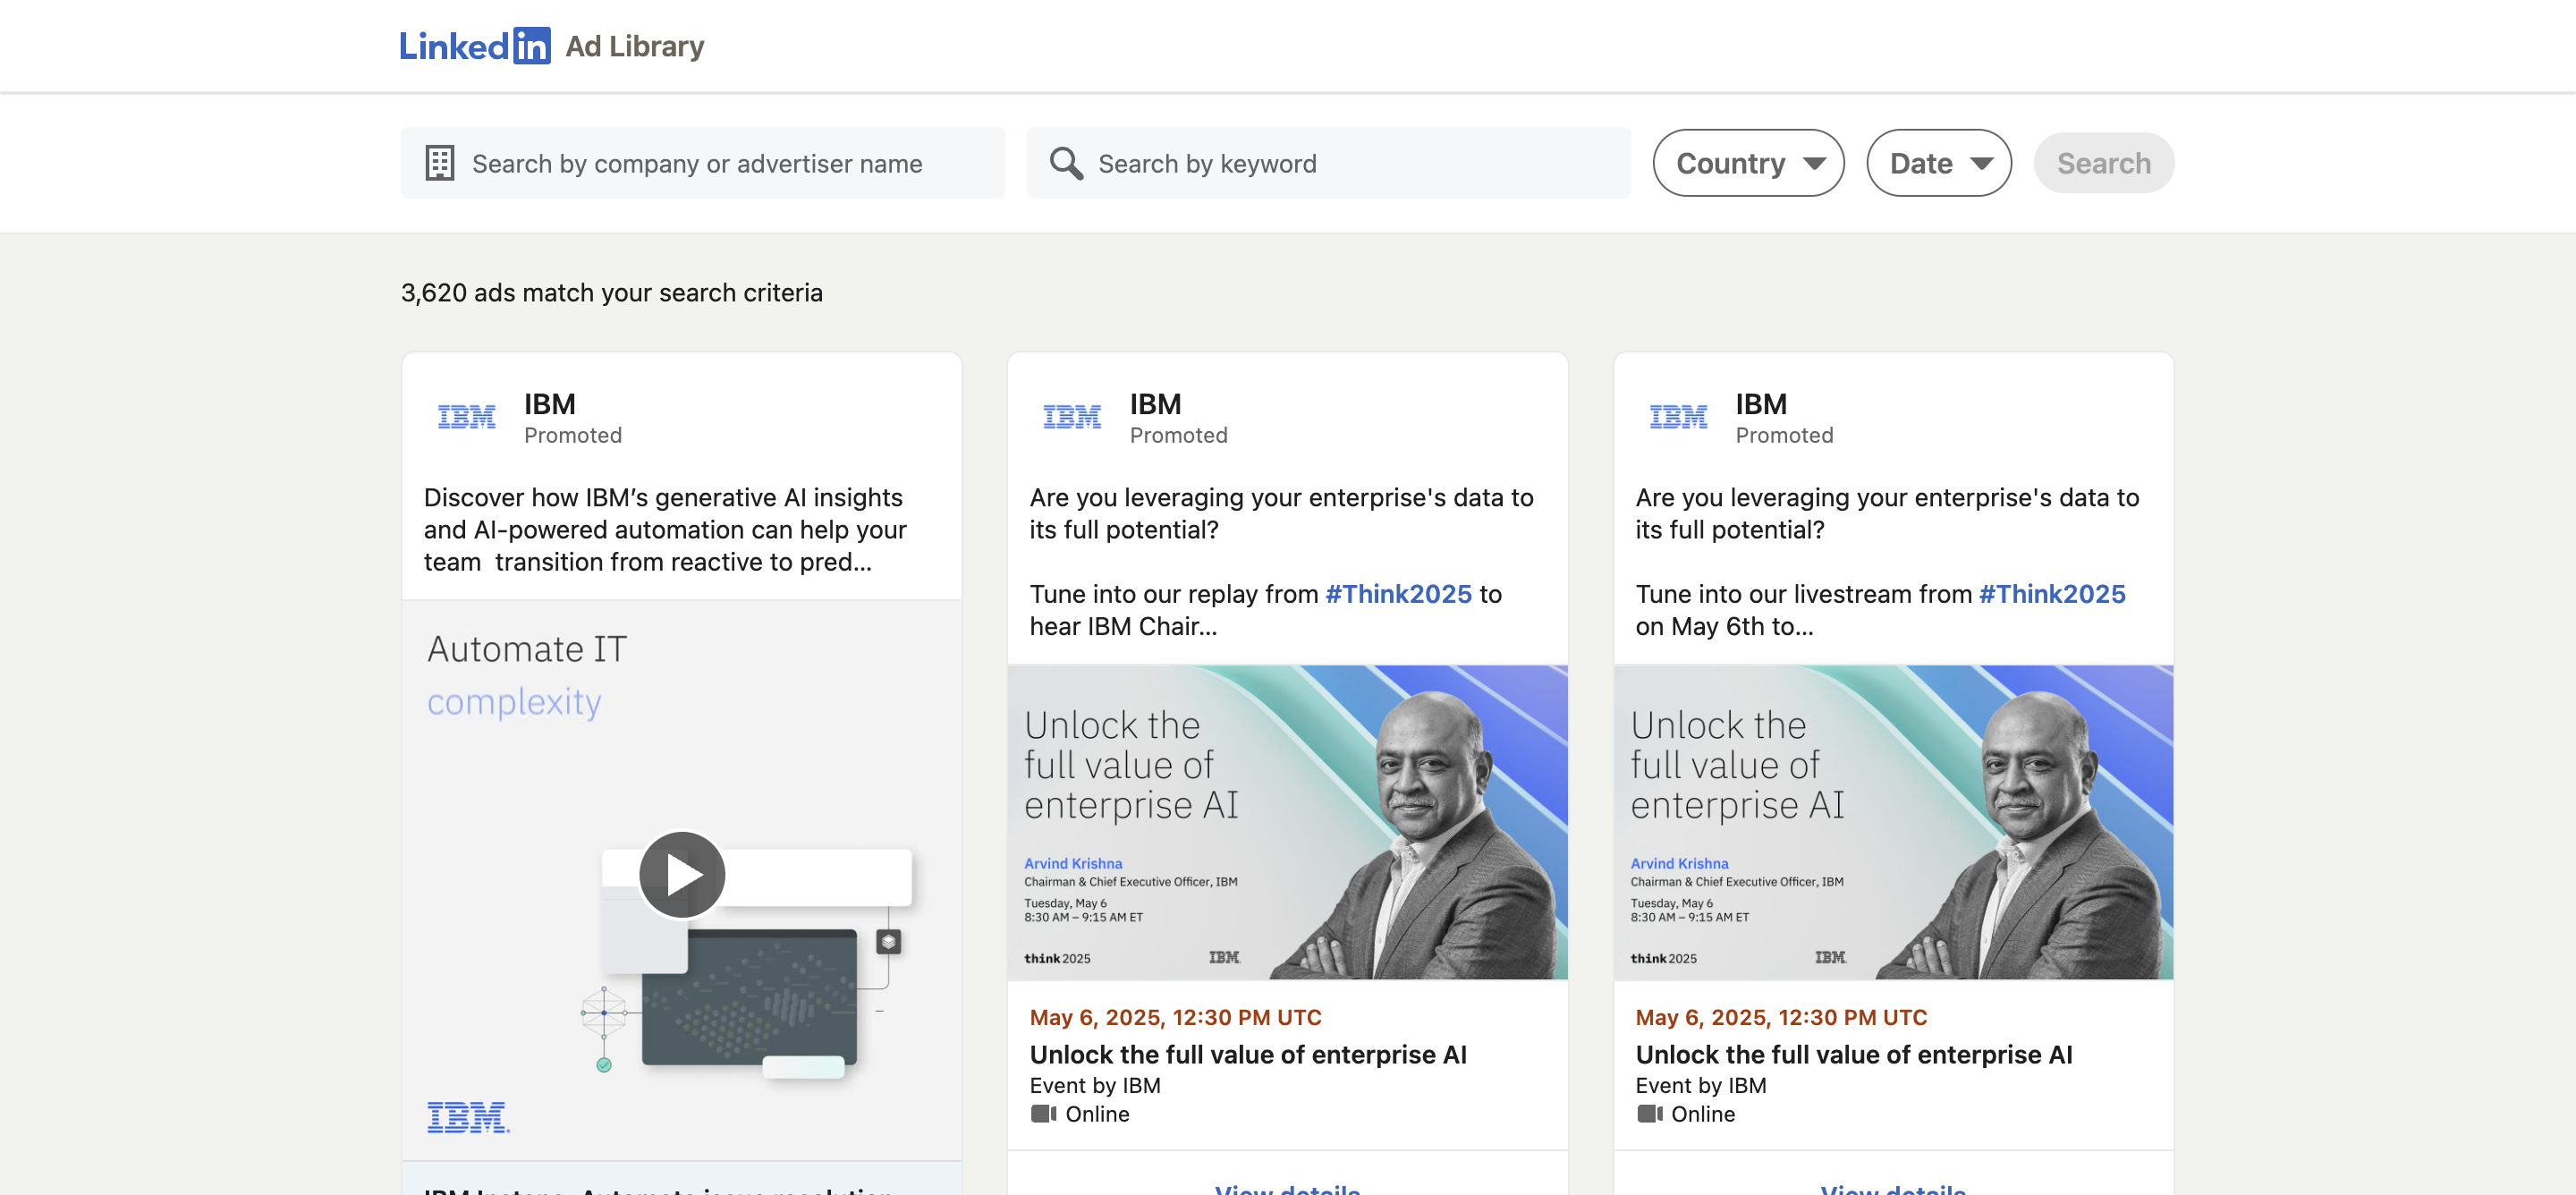 LinkedIn Ad Library
Search by company or advertiser name
Search by keyword
Country
Date
Search
3,620 ads match your search criteria
IBM
IBM
Promoted
Discover how IBM’s generative AI insights
and AI-powered automation can help your
team  transition from reactive to pred...
Automate IT
complexity
IBM
IBM Instana- Automate issue resolution
IBM
IBM
Promoted
Are you leveraging your enterprise's data to
its full potential?
Tune into our replay from #Think2025 to
hear IBM Chair...
Unlock the
full value of
enterprise AI
Arvind Krishna
Chairman & Chief Executive Officer, IBM
Tuesday, May 6
8:30 AM – 9:15 AM ET
think 2025
IBM
May 6, 2025, 12:30 PM UTC
Unlock the full value of enterprise AI
Event by IBM
Online
View details
IBM
IBM
Promoted
Are you leveraging your enterprise's data to
its full potential?
Tune into our livestream from #Think2025
on May 6th to...
Unlock the
full value of
enterprise AI
Arvind Krishna
Chairman & Chief Executive Officer, IBM
Tuesday, May 6
8:30 AM – 9:15 AM ET
think 2025
IBM
May 6, 2025, 12:30 PM UTC
Unlock the full value of enterprise AI
Event by IBM
Online
View details